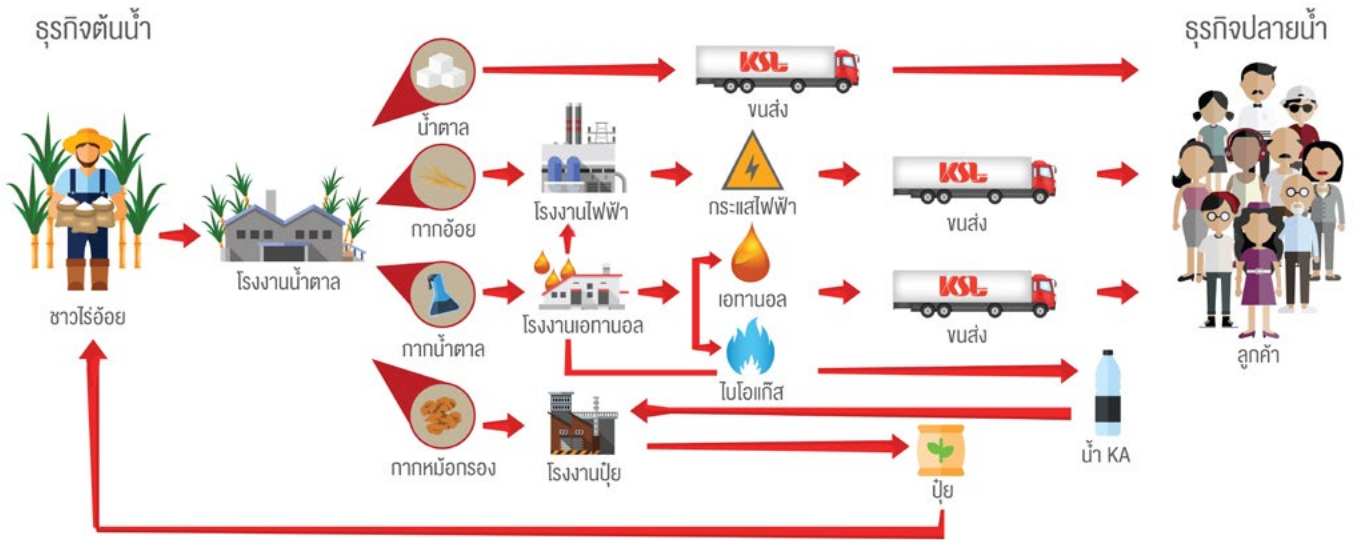 ธุรกิจต้นน้ำ
ธุรกิจปลายน้ำ
KSL
น้ำตาล
ขนส่ง
KSL
กากอ้อย
โรงงานไฟฟ้า
กระแสไฟฟ้า
ขนส่ง
โรงงานน้ำตาล
KSL
ชาวไร่อ้อย
กากน้ำตาล
โรงงานเอทานอล
เอทานอล
ขนส่ง
ลูกค้า
ไบโอแก๊ส
กากหม้อกรอง
โรงงานปุ๋ย
น้ำ KA
ปุ๋ย